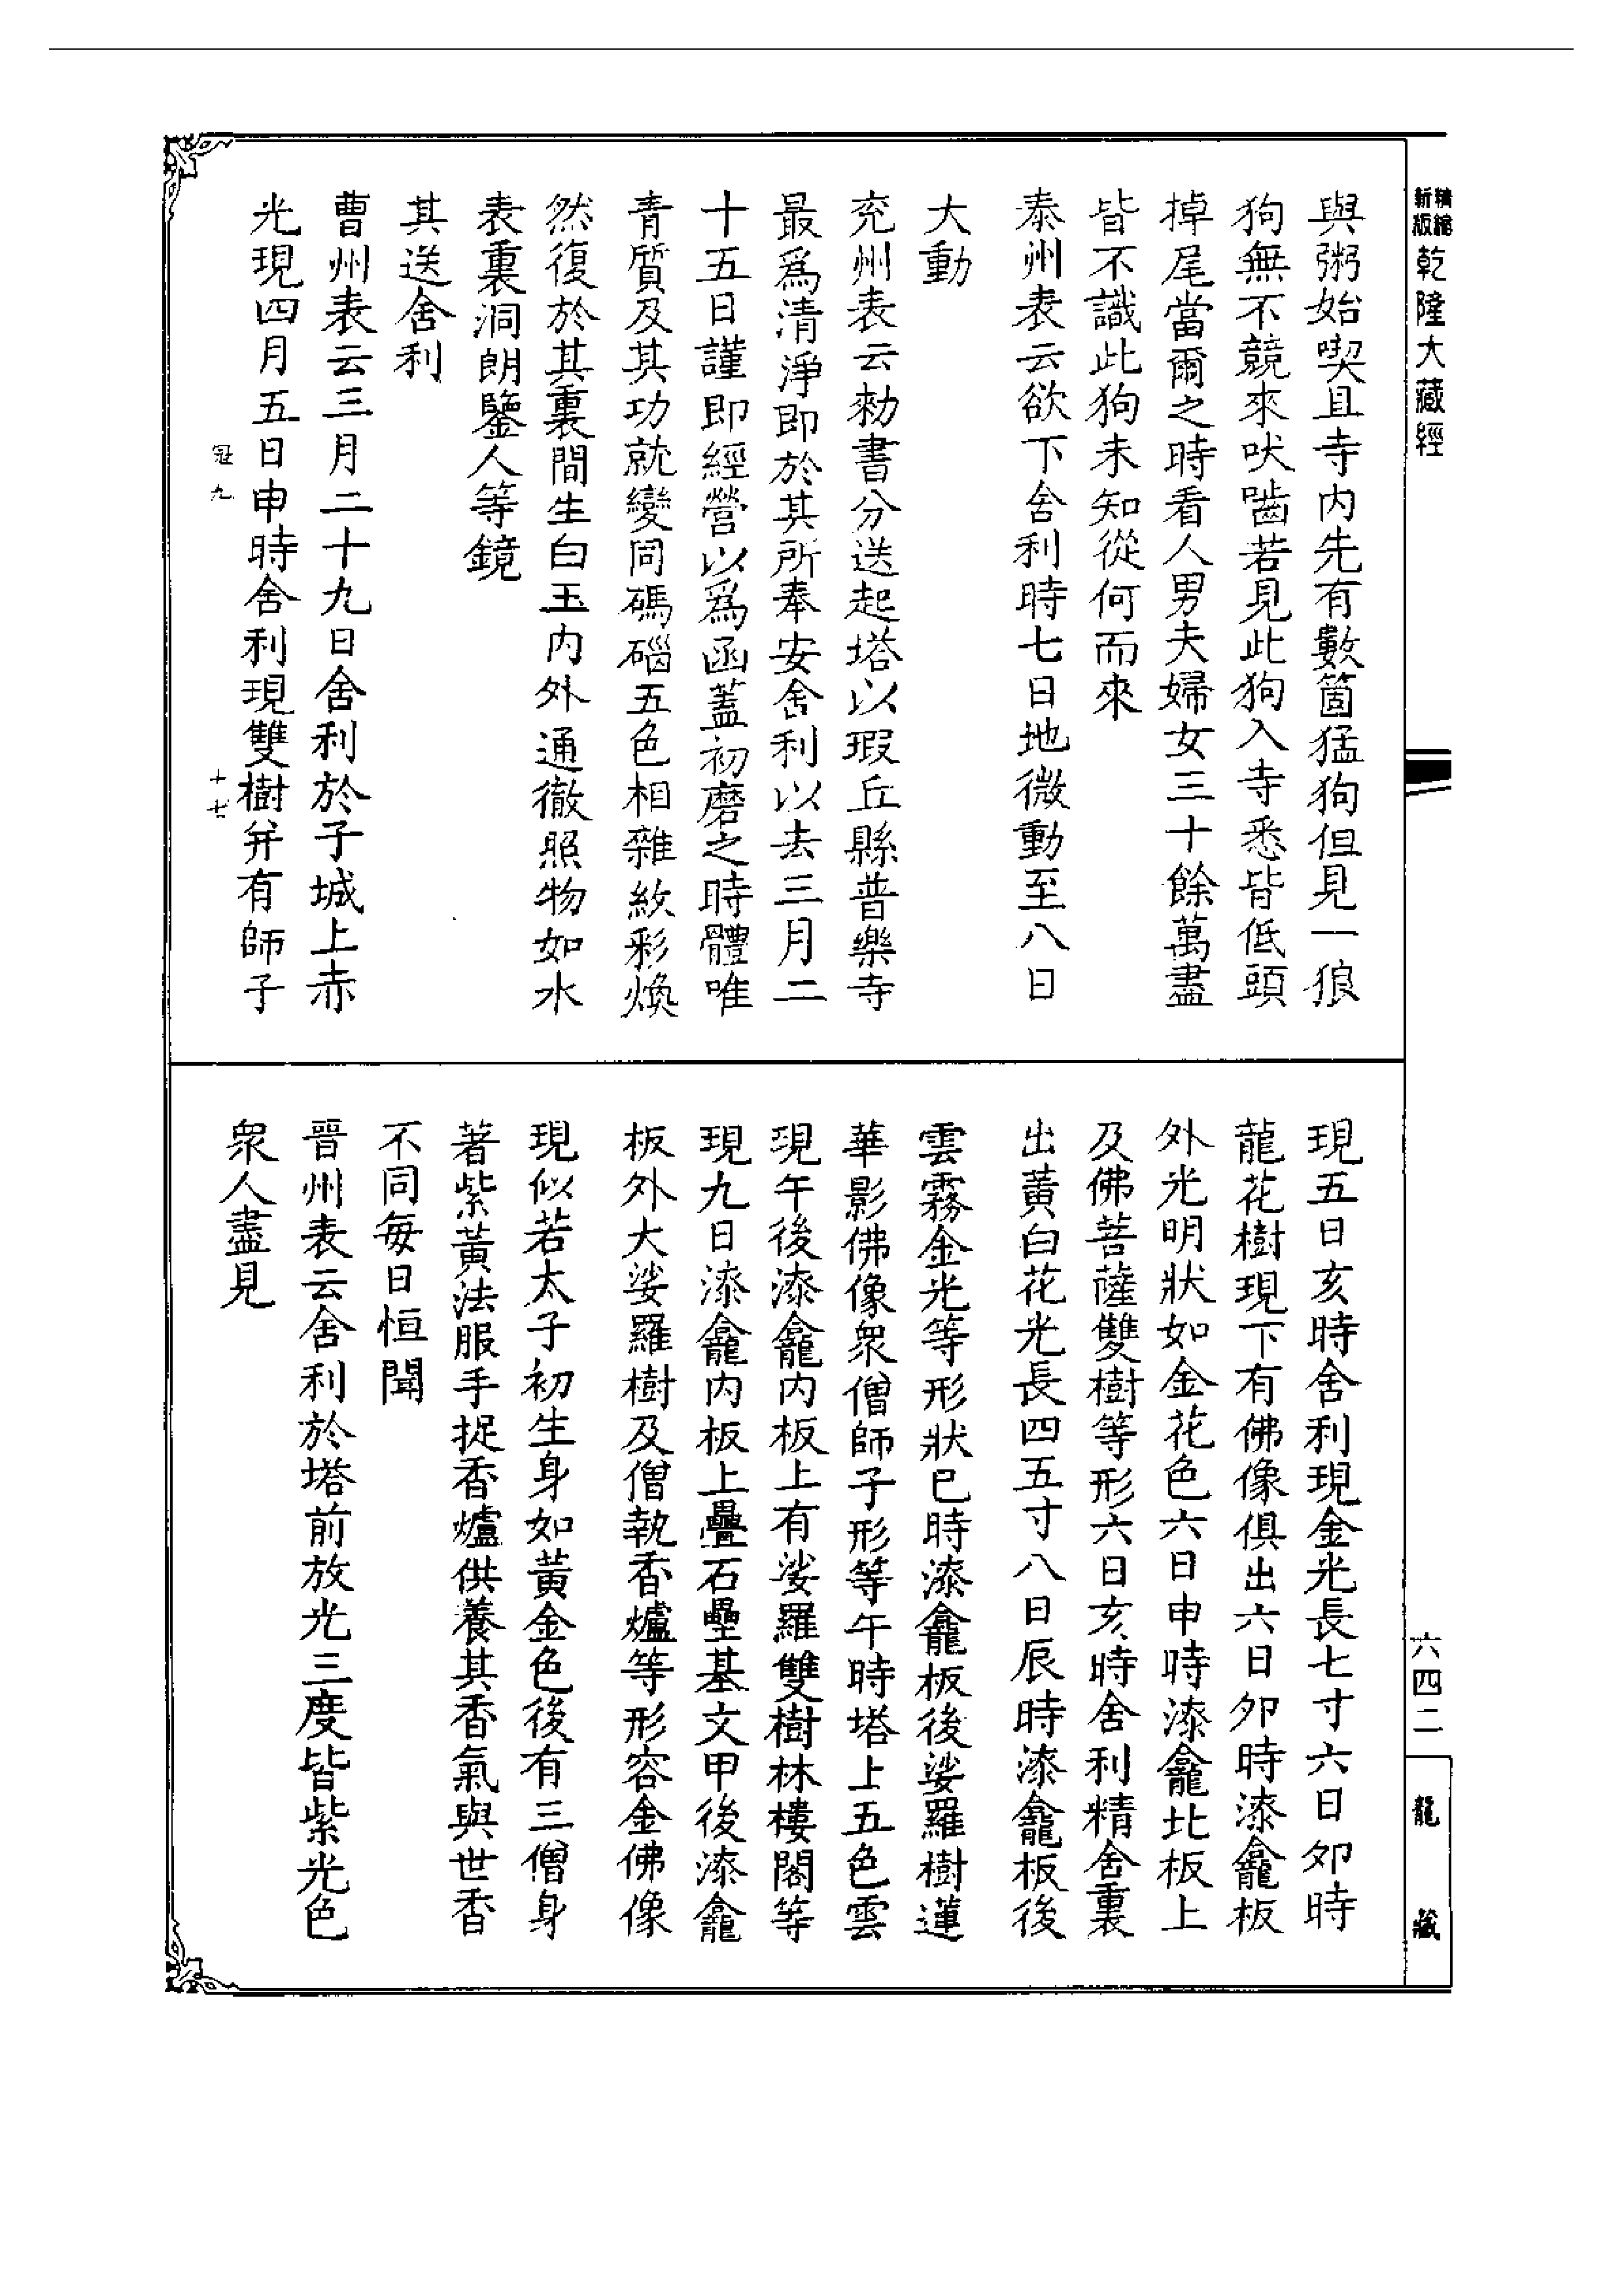 新版精縮乾隆大藏經
與粥始喫且寺内先有數箇猛狗但見一狼
狗無不競來吠嚙若見此狗入寺悉皆低頭
掉尾當爾之時看人男夫婦女三十餘萬盡
皆不識此狗未知從何而來
泰州表云欲下舍利時七日地微動至八日
大動
兖州表云勑書分送起塔以瑕丘縣普樂寺
最爲清淨即於其所奉安舍利以去三月二
十五日謹即經營以爲函蓋初磨之時體唯
青質及其功就變同碼碯五色相雜紋彩煥
然復於其裏間生白玉内外通徹照物如水
表裏洞朗鑒人等鏡
其送舍利
曹州表云三月二十九日舍利於子城上赤
光現四月五日申時舍利現雙樹并有師子
冠九
十七
現五日亥時舍利現金光長七寸六日夘時
龍花樹現下有佛像俱出六日夘時漆龕板
外光明狀如金花色六日申時漆龕北板上
及佛菩薩雙樹等形六日亥時舍利精舍裏
出黄白花光長四五寸八日辰時漆龕板後
雲霧金光等形狀巳時漆龕板後娑羅樹蓮
華影佛像衆僧師子形等午時塔上五色雲
現午後漆龕内板上有娑羅雙樹林樓閣等
現九日漆龕内板上疊石壘基文甲後漆龕
板外大娑羅樹及僧執香爐等形容金佛像
現似若太子初生身如黄金色後有三僧身
著紫黄法服手捉香爐供養其香氣與世香
不同每日恒聞
晉州表云舍利於塔前放光三度皆紫光色
衆人盡見
六四二
龍藏